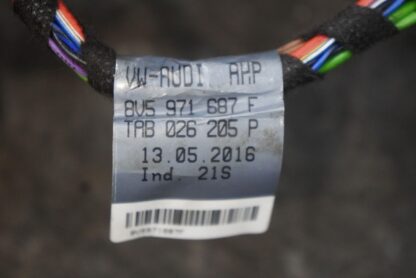 VW-AUDI AHP
8V5 971 687 F
TAB 026 205 P
13.05.2016
Ind. 21S